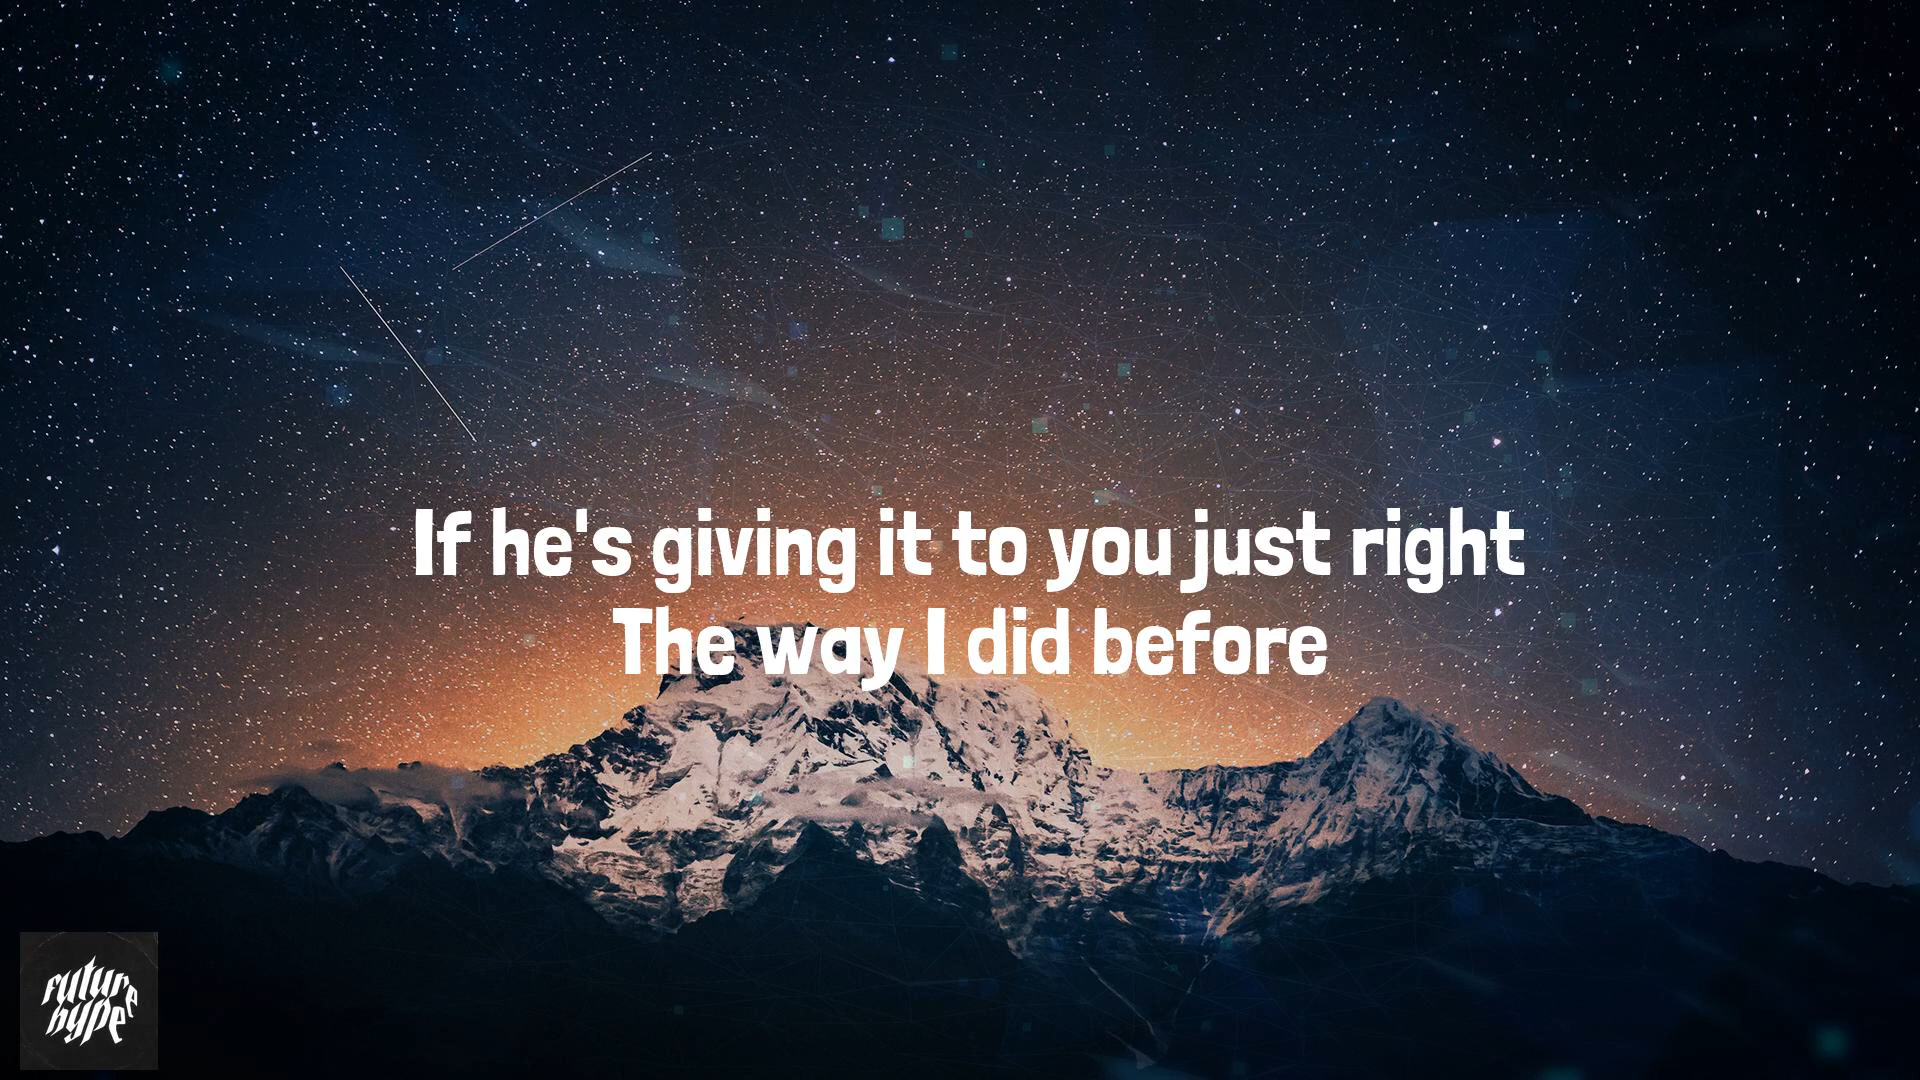 If he's giving it to you just right
The way I did before
future
hype